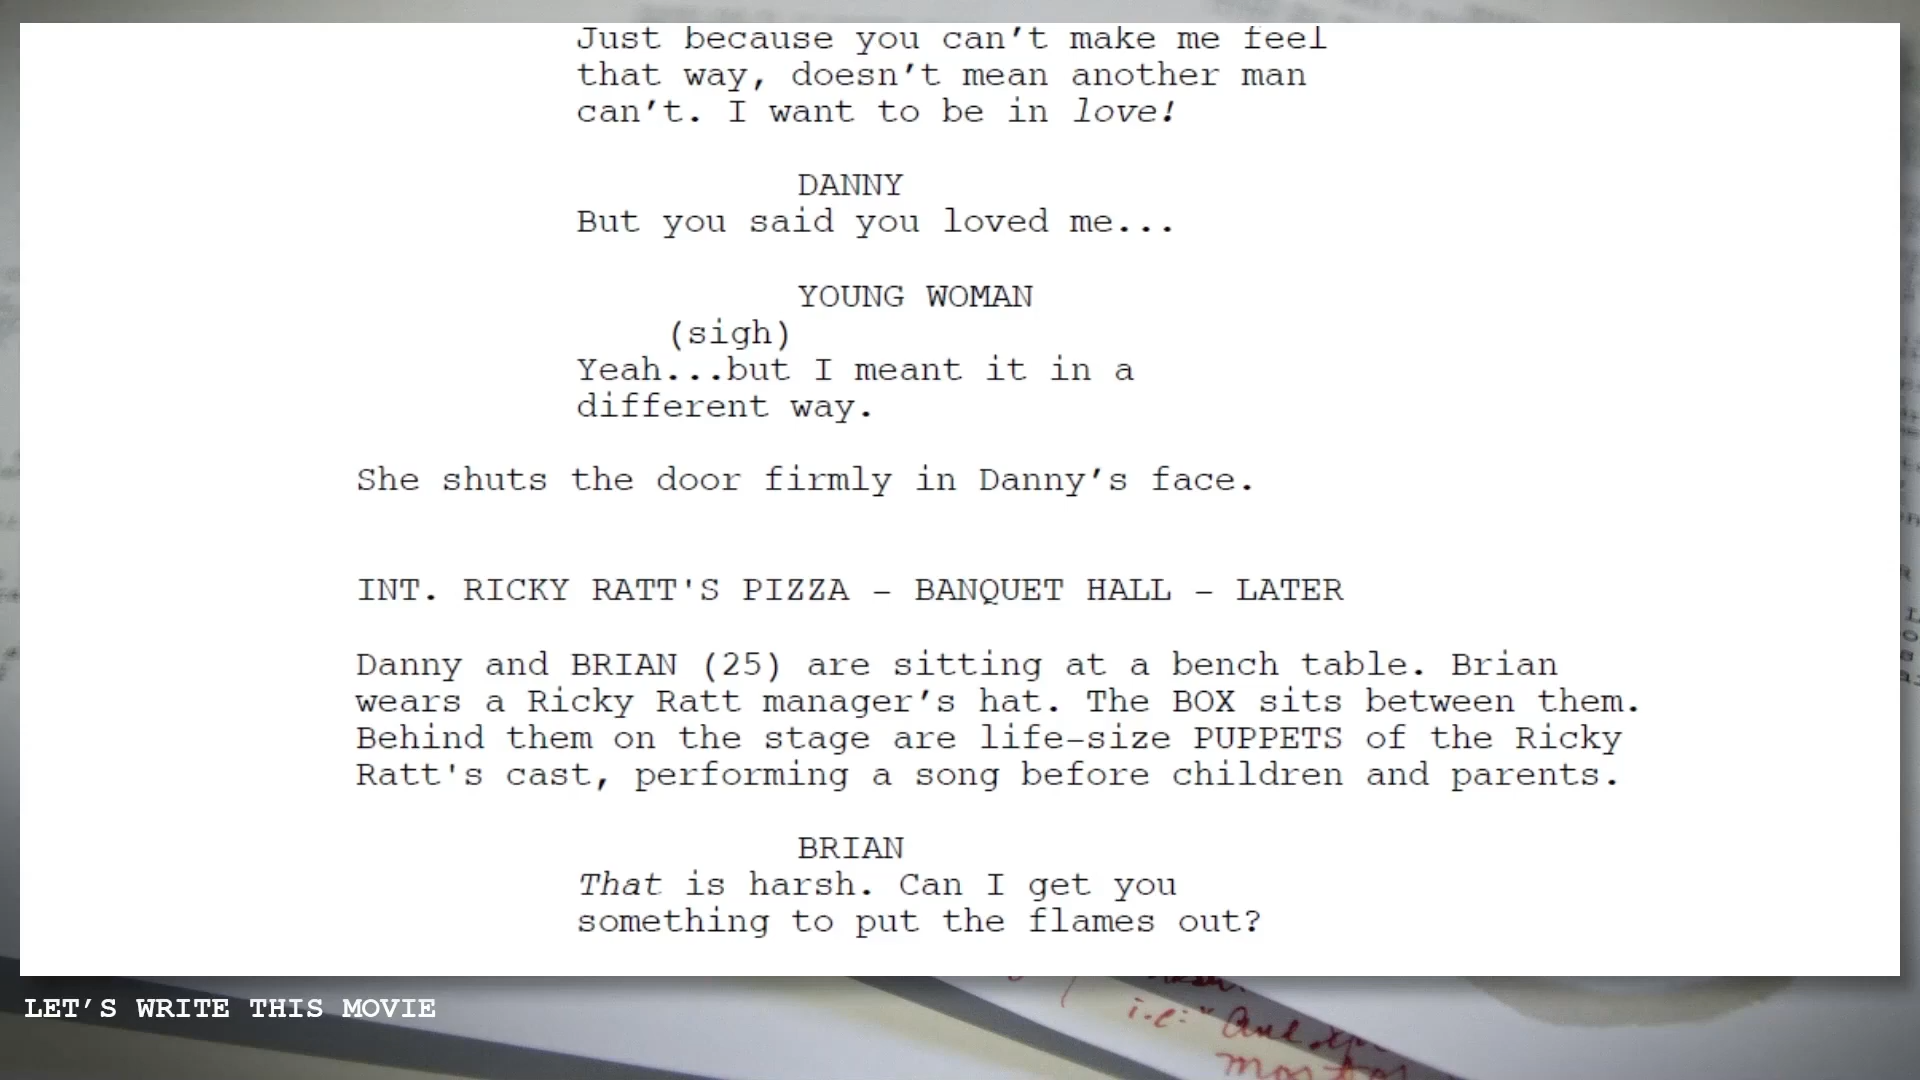 Just because you can’t make me feel
that way, doesn’t mean another man
can’t. I want to be in love!
DANNY
But you said you loved me...
YOUNG WOMAN
(sigh)
Yeah...but I meant it in a
different way.
She shuts the door firmly in Danny’s face.
INT. RICKY RATT'S PIZZA – BANQUET HALL – LATER
Danny and BRIAN (25) are sitting at a bench table. Brian
wears a Ricky Ratt manager’s hat. The BOX sits between them.
Behind them on the stage are life–size PUPPETS of the Ricky
Ratt's cast, performing a song before children and parents.
BRIAN
That is harsh. Can I get you
something to put the flames out?
LET’S WRITE THIS MOVIE
i.e: "And